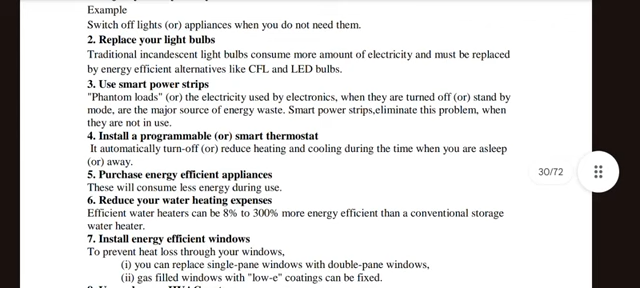 Example
Switch off lights (or) appliances when you do not need them.
2. Replace your light bulbs
Traditional incandescent light bulbs consume more amount of electricity and must be replaced
by energy efficient alternatives like CFL and LED bulbs.
3. Use smart power strips
"Phantom loads" (or) the electricity used by electronics, when they are turned off (or) stand by
mode, are the major source of energy waste. Smart power strips,eliminate this problem, when
they are not in use.
4. Install a programmable (or) smart thermostat
It automatically turn-off (or) reduce heating and cooling during the time when you are asleep
(or) away.
5. Purchase energy efficient appliances
These will consume less energy during use.
6. Reduce your water heating expenses
Efficient water heaters can be 8% to 300% more energy efficient than a conventional storage
water heater.
7. Install energy efficient windows
To prevent heat loss through your windows,
(i) you can replace single-pane windows with double-pane windows,
(ii) gas filled windows with "low-e" coatings can be fixed.
30/72